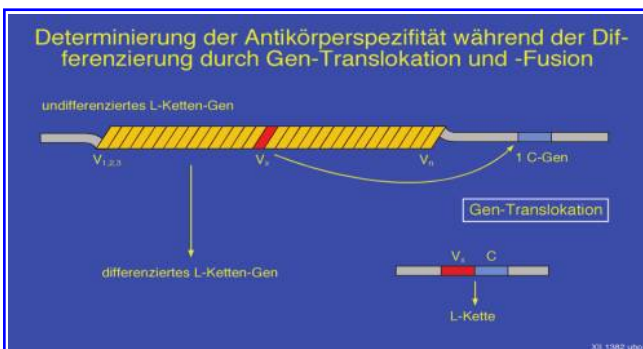 Determinierung der Antikörperspezifität während der Dif-
ferenzierung durch Gen-Translokation und -Fusion
undifferenziertes L-Ketten-Gen
V1,2,3
Vx
Vn
1 C-Gen
Gen-Translokation
Vx C
differenziertes L-Ketten-Gen
L-Kette